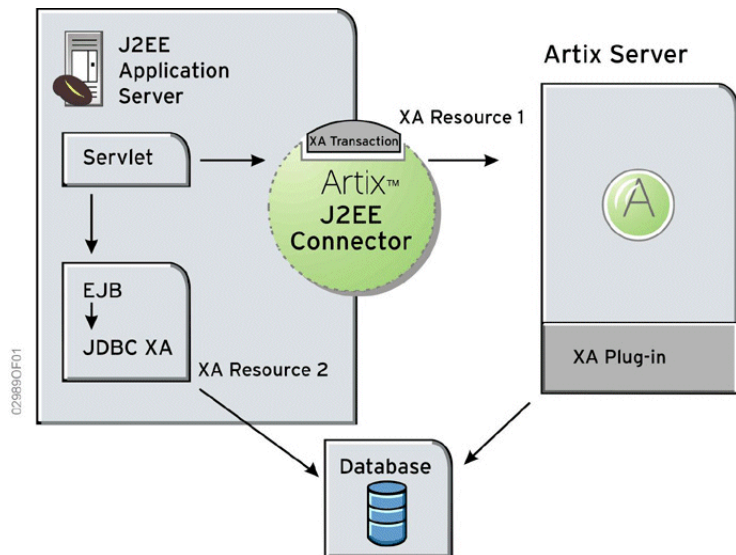 J2EE
Application
Server
Artix Server
XA Resource 1
XA Transaction
Servlet
Artix™
J2EE
Connector
A
EJB
JDBC XA
XA Plug-in
XA Resource 2
Database
02989OF01